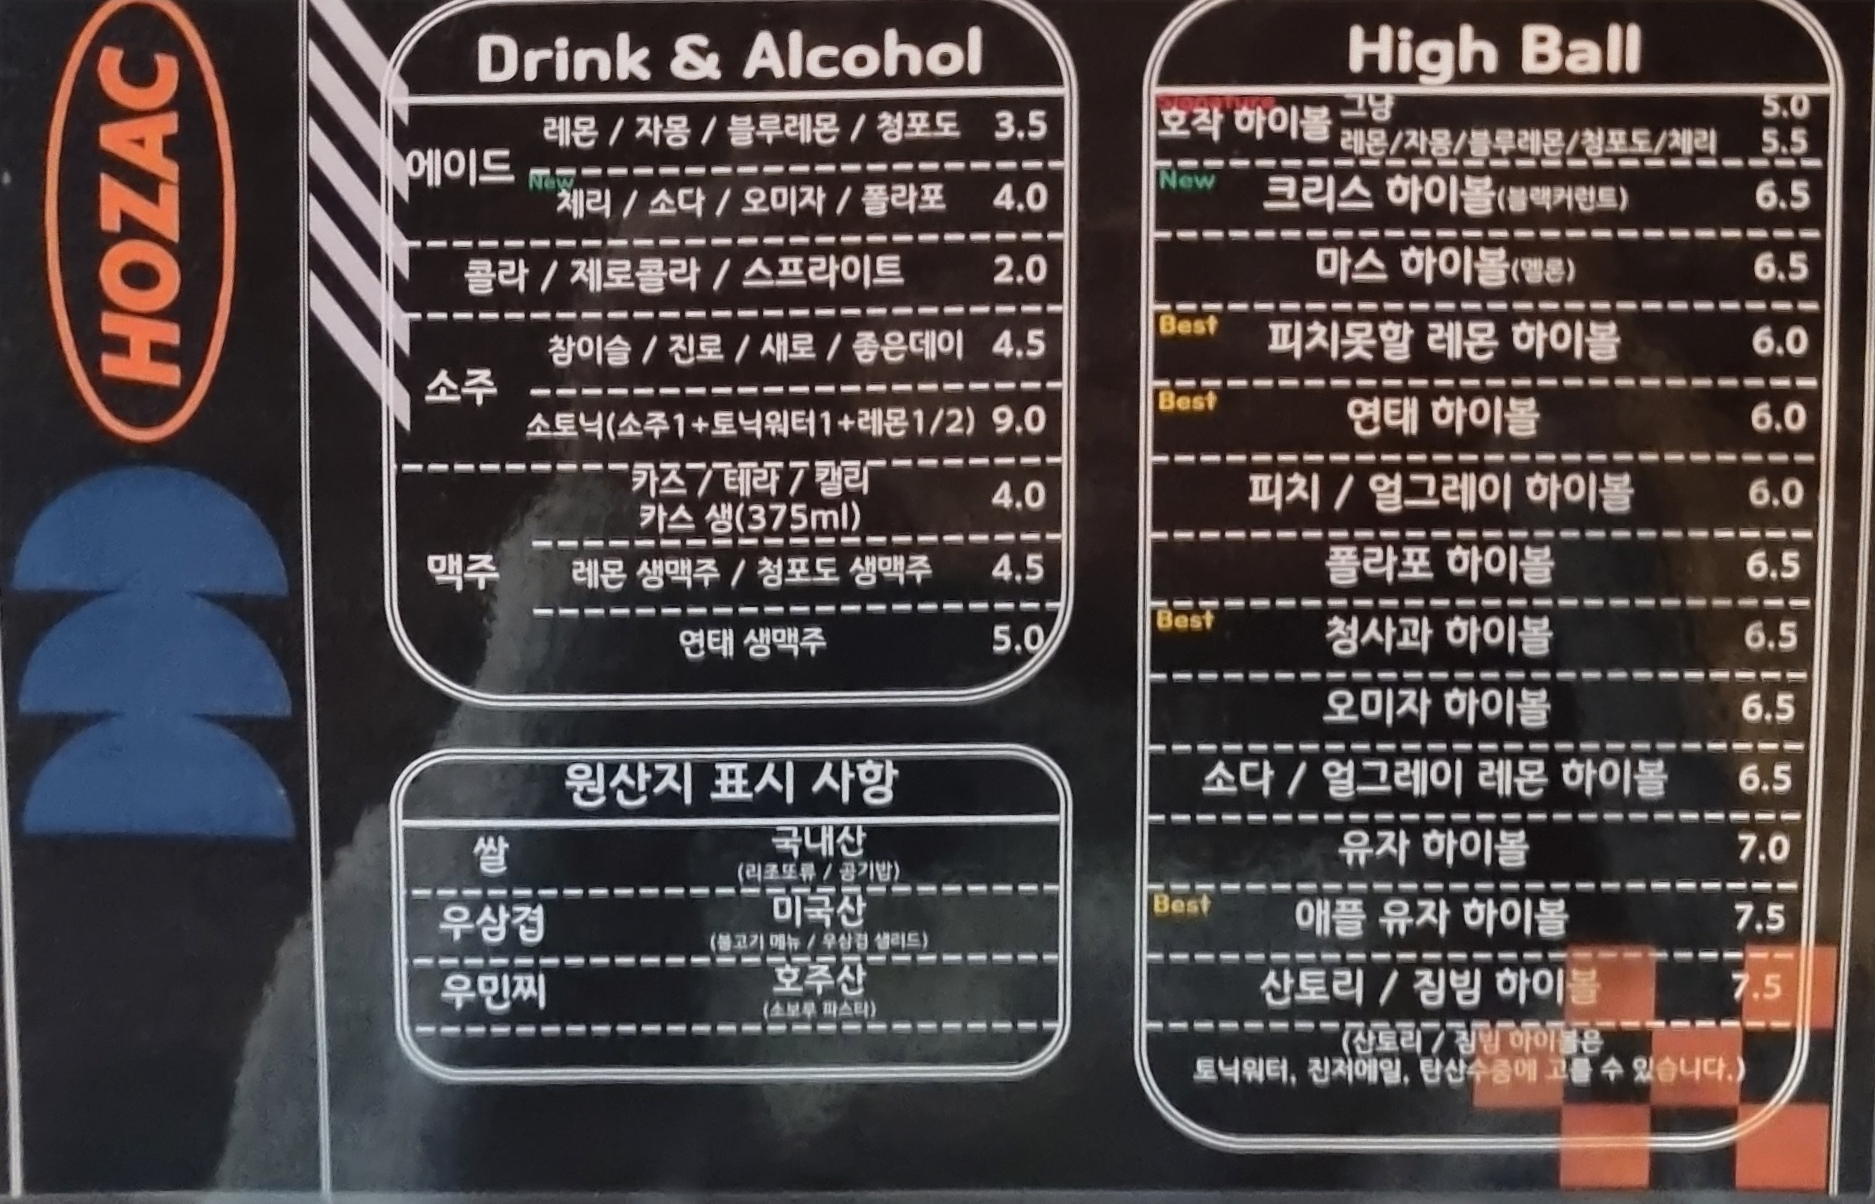 HOZAC
Drink & Alcohol
에이드
레몬 / 자몽 / 블루레몬 / 청포도 3.5
New
체리 / 소다 / 오미자 / 폴라포 4.0
콜라 / 제로콜라 / 스프라이트 2.0
소주
참이슬 / 진로 / 새로 / 좋은데이 4.5
소토닉(소주1+토닉워터1+레몬1/2) 9.0
맥주
카스 / 테라 / 켈리
카스 생(375ml) 4.0
레몬 생맥주 / 청포도 생맥주 4.5
연태 생맥주 5.0
원산지 표시 사항
쌀 국내산
(리조또류 / 공기밥)
우삼겹 미국산
(불고기 메뉴 / 우삼겹 샐러드)
우민찌 호주산
(소보루 파스타)
High Ball
Signature
호작 하이볼
그냥 5.0
레몬/자몽/블루레몬/청포도/체리 5.5
New
크리스 하이볼(블랙커런트) 6.5
마스 하이볼(멜론) 6.5
Best
피치못할 레몬 하이볼 6.0
Best
연태 하이볼 6.0
피치 / 얼그레이 하이볼 6.0
폴라포 하이볼 6.5
Best
청사과 하이볼 6.5
오미자 하이볼 6.5
소다 / 얼그레이 레몬 하이볼 6.5
유자 하이볼 7.0
Best
애플 유자 하이볼 7.5
산토리 / 짐빔 하이볼 7.5
(산토리 / 짐빔 하이볼은
토닉워터, 진저에일, 탄산수중에 고를 수 있습니다.)